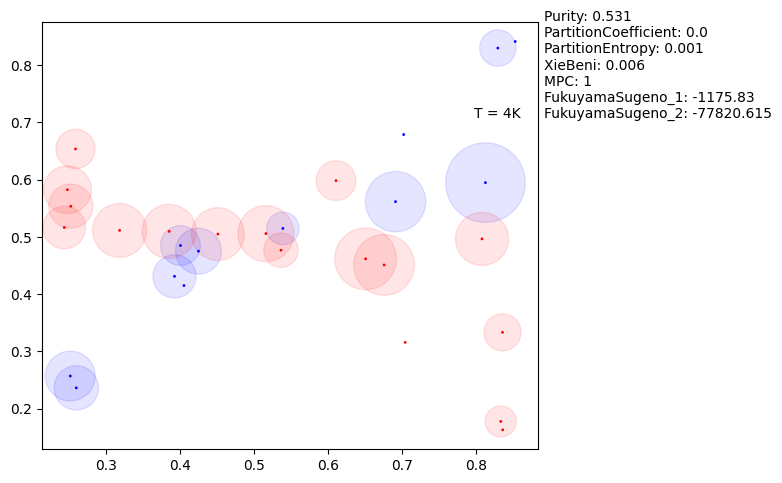 Purity: 0.531
PartitionCoefficient: 0.0
PartitionEntropy: 0.001
XieBeni: 0.006
MPC: 1
FukuyamaSugeno_1: -1175.83
FukuyamaSugeno_2: -77820.615
T = 4K
0.8
0.7
0.6
0.5
0.4
0.3
0.2
0.3 0.4 0.5 0.6 0.7 0.8